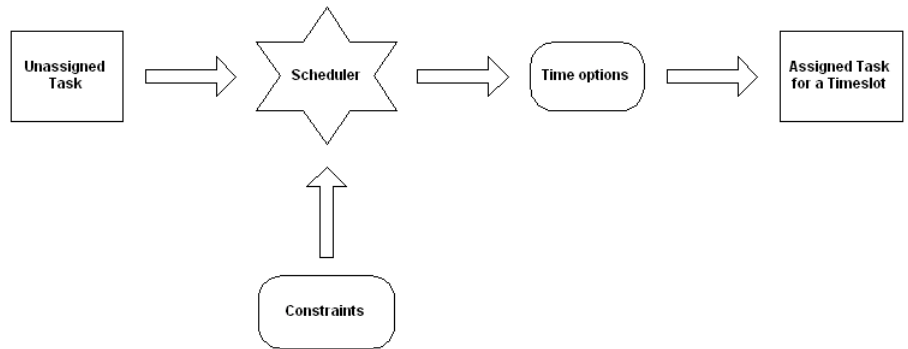 Unassigned
Task
Scheduler
Time options
Assigned Task
for a Timeslot
Constraints